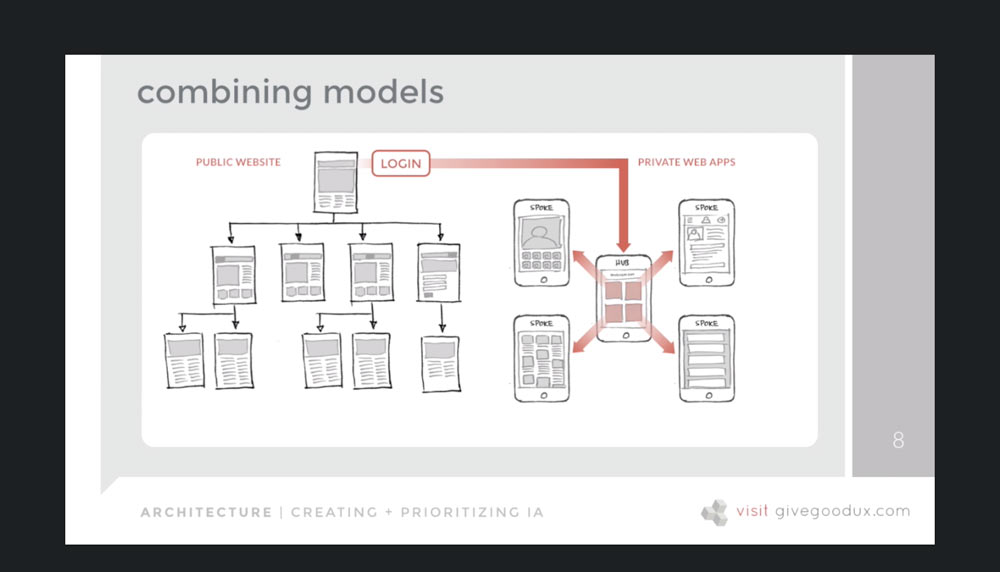 combining models
PUBLIC WEBSITE
LOGIN
PRIVATE WEB APPS
SPOKE
SPOKE
HUB
SPOKE
SPOKE
8
ARCHITECTURE | CREATING + PRIORITIZING IA
visit givegoodux.com